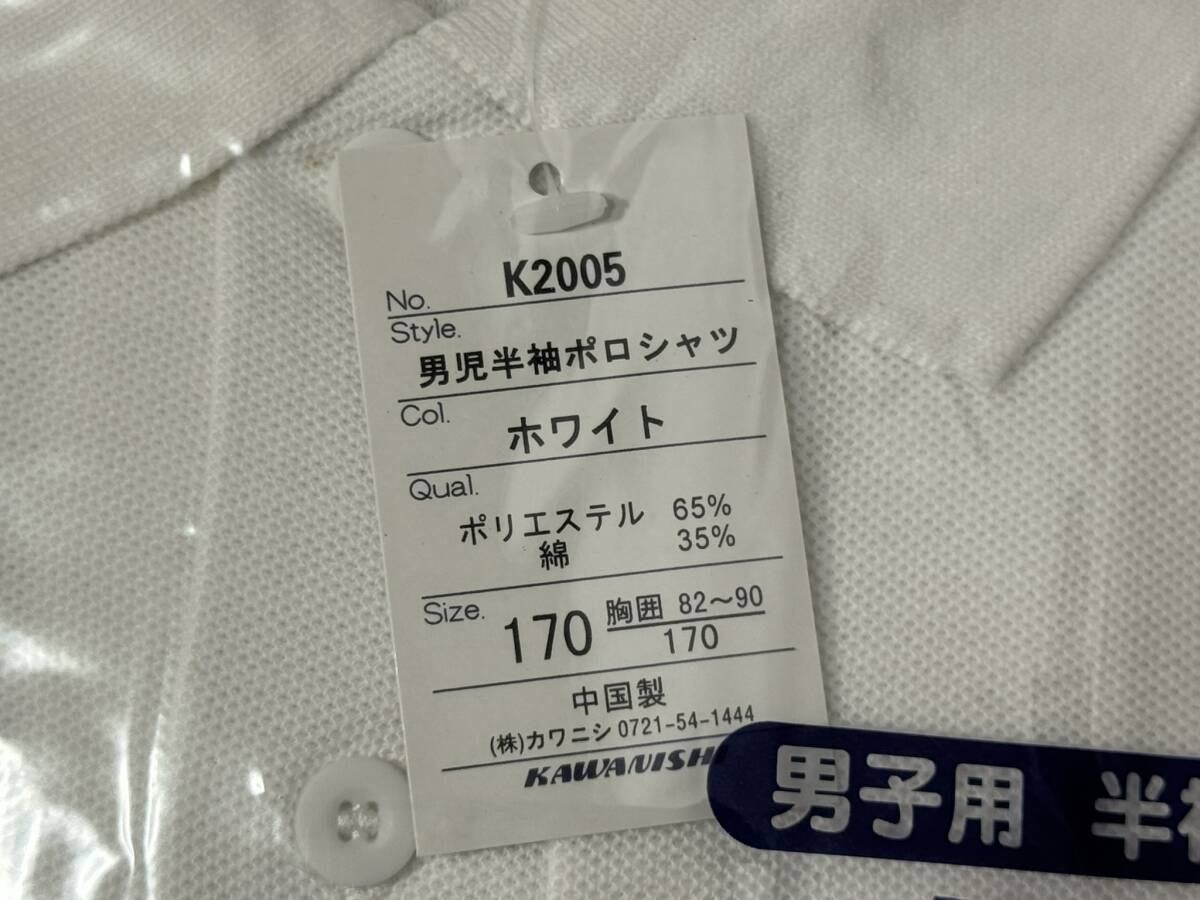 No. K2005
Style.
男児半袖ポロシャツ
Col.
ホワイト
Qual.
ポリエステル 65%
綿 35%
Size. 170 胸囲 82～90
170
中国製
(株)カワニシ 0721-54-1444
KAWANISHI
男子用 半